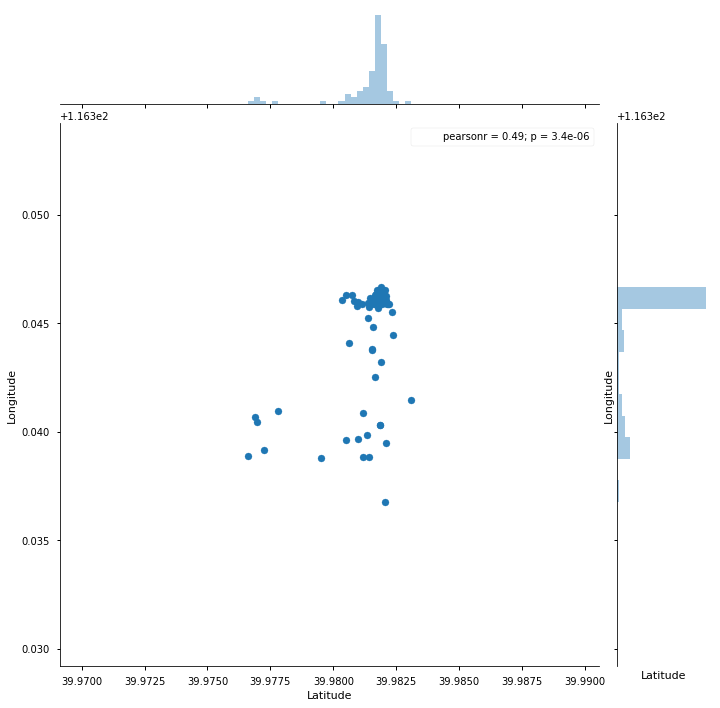 +1.163e2
+1.163e2
pearsonr = 0.49; p = 3.4e-06
0.050
0.045
0.040
0.035
0.030
Longitude
Longitude
39.9700 39.9725 39.9750 39.9775 39.9800 39.9825 39.9850 39.9875 39.9900
Latitude
Latitude